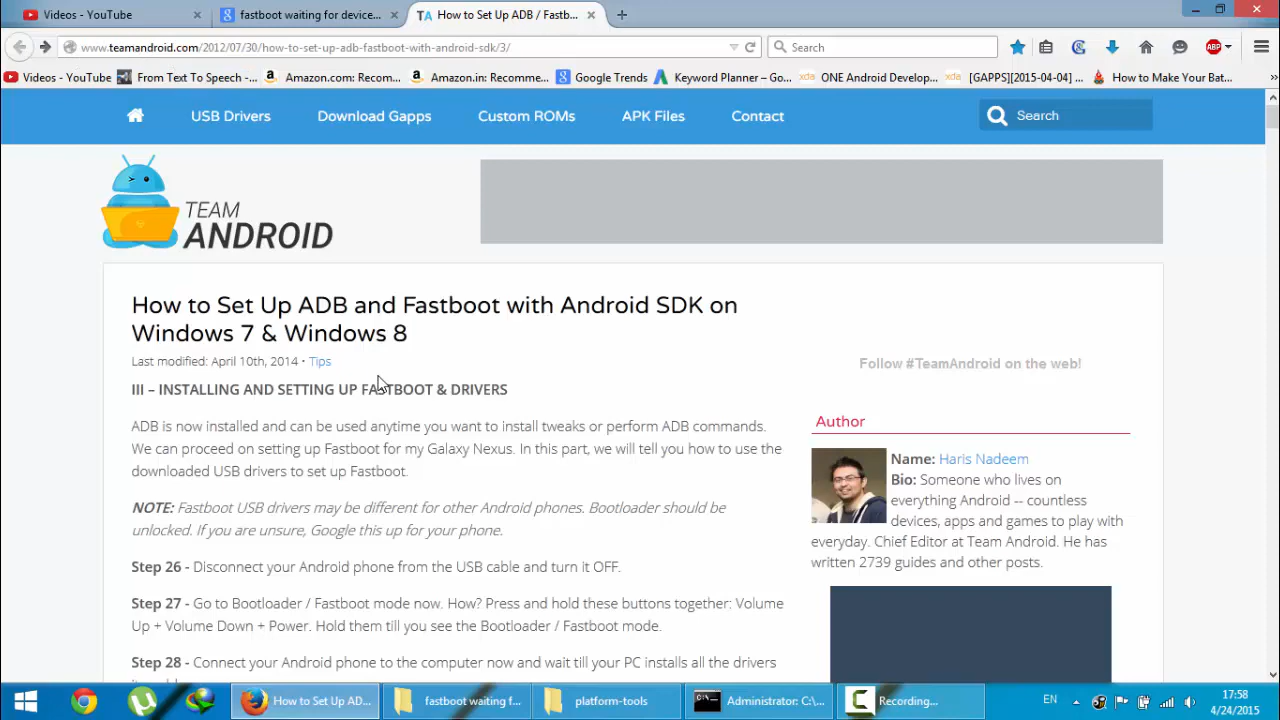 Videos - YouTube
fastboot waiting for device...
TA How to Set Up ADB / Fastb...
www.teamandroid.com/2012/07/30/how-to-set-up-adb-fastboot-with-android-sdk/3/
Search
ABP
Videos - YouTube
From Text To Speech -...
Amazon.com: Recom...
Amazon.in: Recomme...
Google Trends
Keyword Planner – Go...
ONE Android Develop...
[GAPPS][2015-04-04] ...
How to Make Your Bat...
USB Drivers
Download Gapps
Custom ROMs
APK Files
Contact
Search
TEAM
ANDROID
How to Set Up ADB and Fastboot with Android SDK on
Windows 7 & Windows 8
Last modified: April 10th, 2014 • Tips
III – INSTALLING AND SETTING UP FASTBOOT & DRIVERS
ADB is now installed and can be used anytime you want to install tweaks or perform ADB commands.
We can proceed on setting up Fastboot for my Galaxy Nexus. In this part, we will tell you how to use the
downloaded USB drivers to set up Fastboot.
NOTE: Fastboot USB drivers may be different for other Android phones. Bootloader should be
unlocked. If you are unsure, Google this up for your phone.
Step 26 - Disconnect your Android phone from the USB cable and turn it OFF.
Step 27 - Go to Bootloader / Fastboot mode now. How? Press and hold these buttons together: Volume
Up + Volume Down + Power. Hold them till you see the Bootloader / Fastboot mode.
Step 28 - Connect your Android phone to the computer now and wait till your PC installs all the drivers
Follow #TeamAndroid on the web!
Author
Name: Haris Nadeem
Bio: Someone who lives on
everything Android -- countless
devices, apps and games to play with
everyday. Chief Editor at Team Android. He has
written 2739 guides and other posts.
How to Set Up AD...
fastboot waiting f...
platform-tools
Administrator: C:\...
Recording...
EN
17:58
4/24/2015